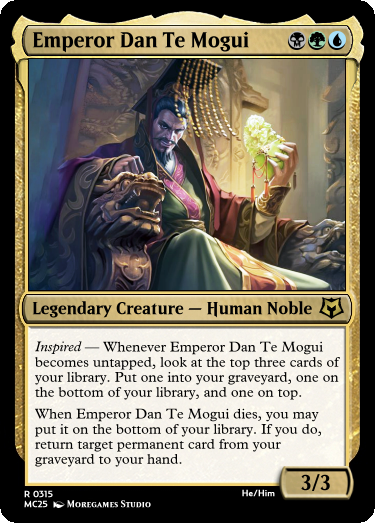 Emperor Dan Te Mogui
Legendary Creature — Human Noble
Inspired — Whenever Emperor Dan Te Mogui
becomes untapped, look at the top three cards of
your library. Put one into your graveyard, one on
the bottom of your library, and one on top.
When Emperor Dan Te Mogui dies, you may
put it on the bottom of your library. If you do,
return target permanent card from your
graveyard to your hand.
3/3
R 0315
He/Him
MC25 Moregames Studio